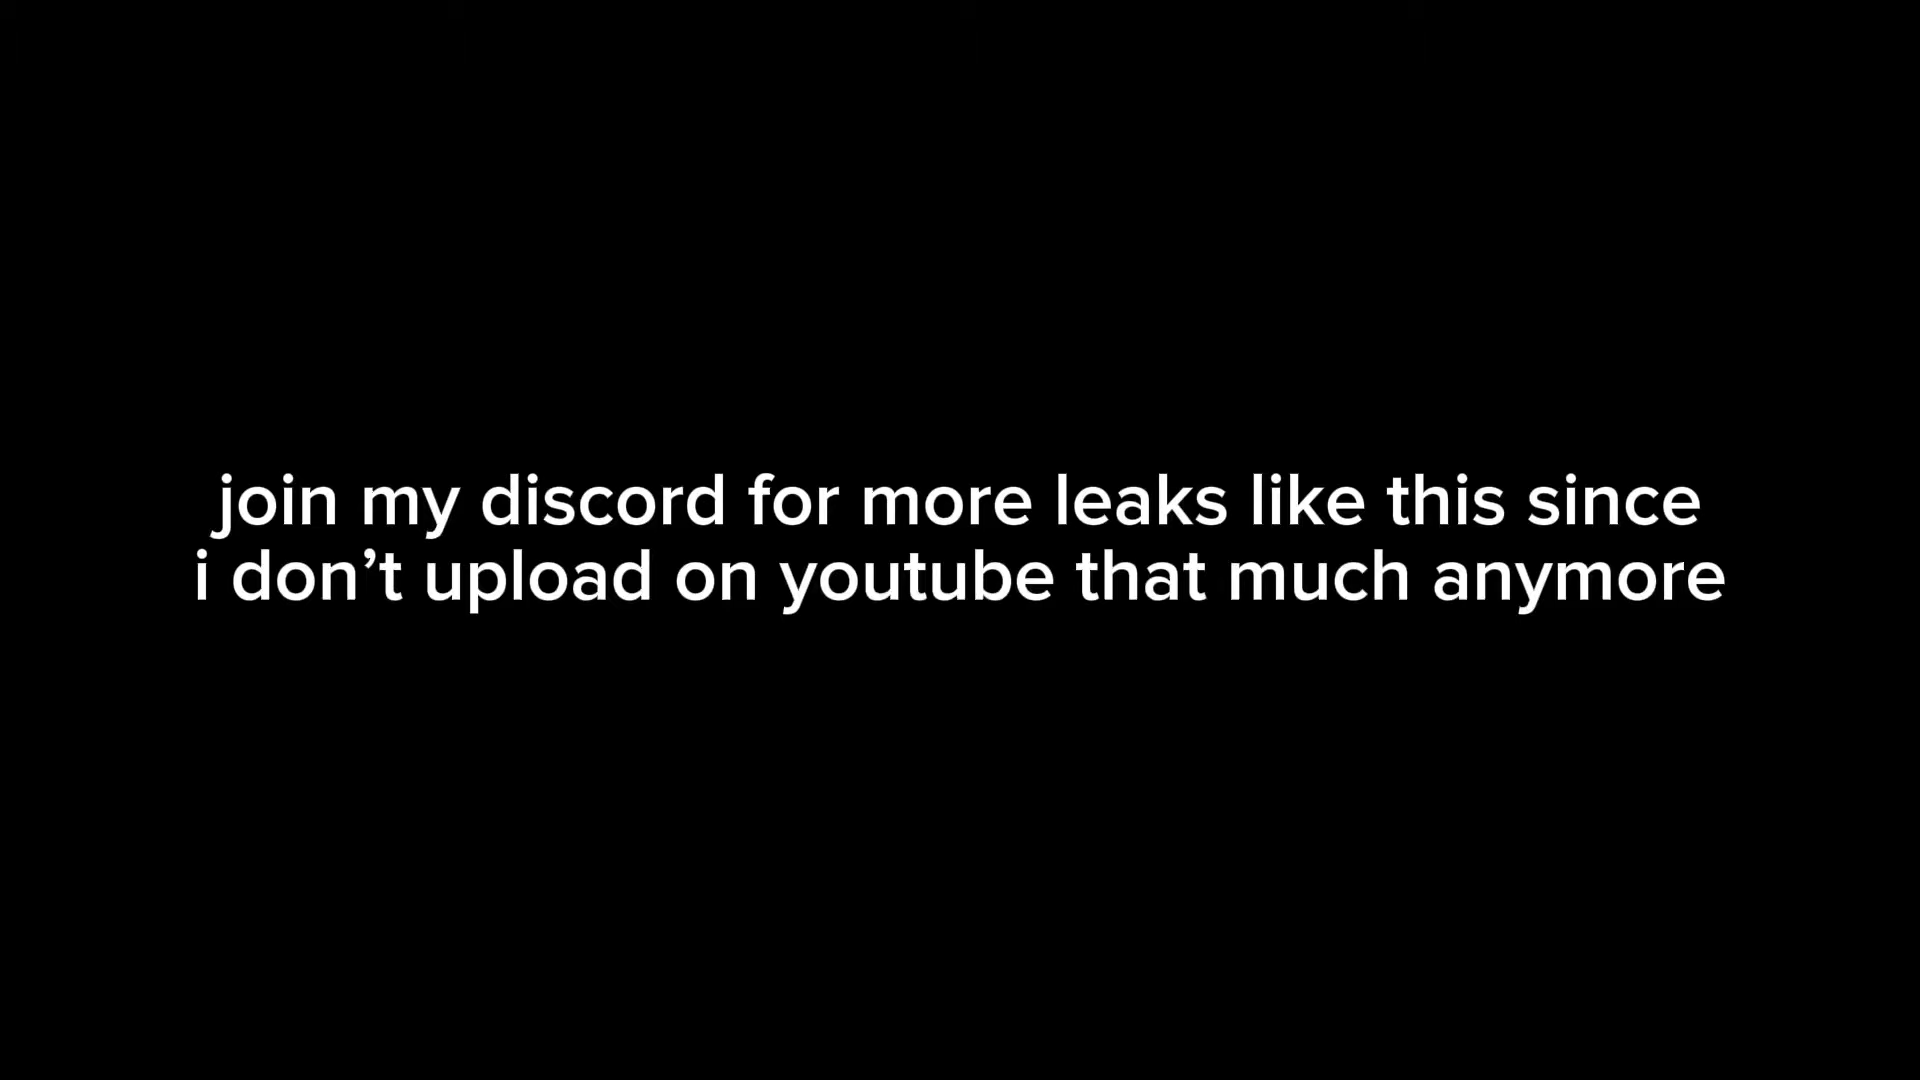 join my discord for more leaks like this since
i don’t upload on youtube that much anymore